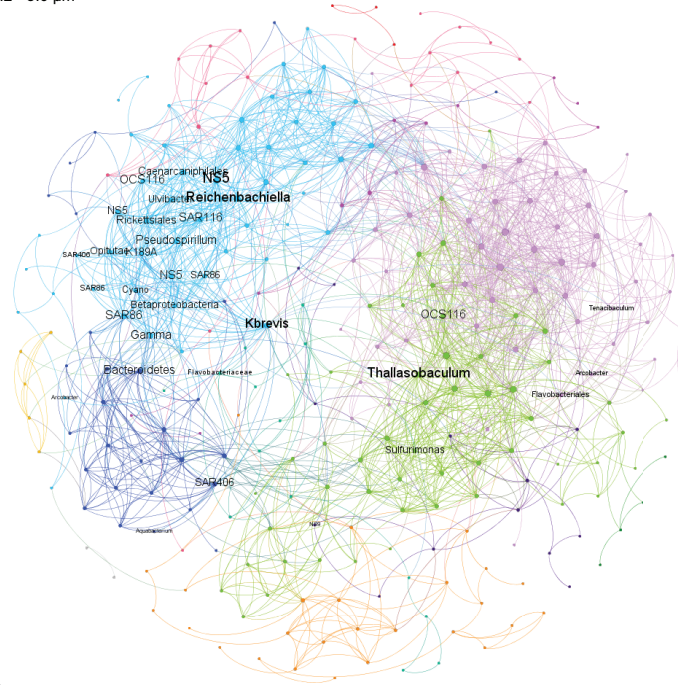 Caenarcaniphilales
OCS116
NS5
Ulvibacter
Reichenbachiella
NS5
Rickettsiales
SAR116
Pseudospirillum
SAR406
Opitutae
K189A
NS5
SAR86
SAR86
Cyano
Betaproteobacteria
Tenacibaculum
SAR86
OCS116
Kbrevis
Gamma
Bacteroidetes
Flavobacteriaceae
Thallasobaculum
Arcobacter
Arcobacter
Flavobacteriales
Sulfurimonas
SAR406
Aquabacterium